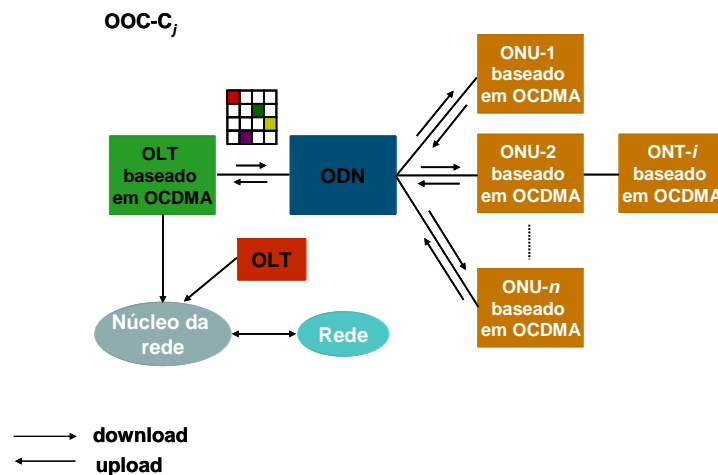 OOC-Cj
ONU-1
baseado
em OCDMA
OLT
baseado
em OCDMA
ODN
ONU-2
baseado
em OCDMA
ONT-i
baseado
em OCDMA
OLT
ONU-n
baseado
em OCDMA
Núcleo da
rede
Rede
download
upload